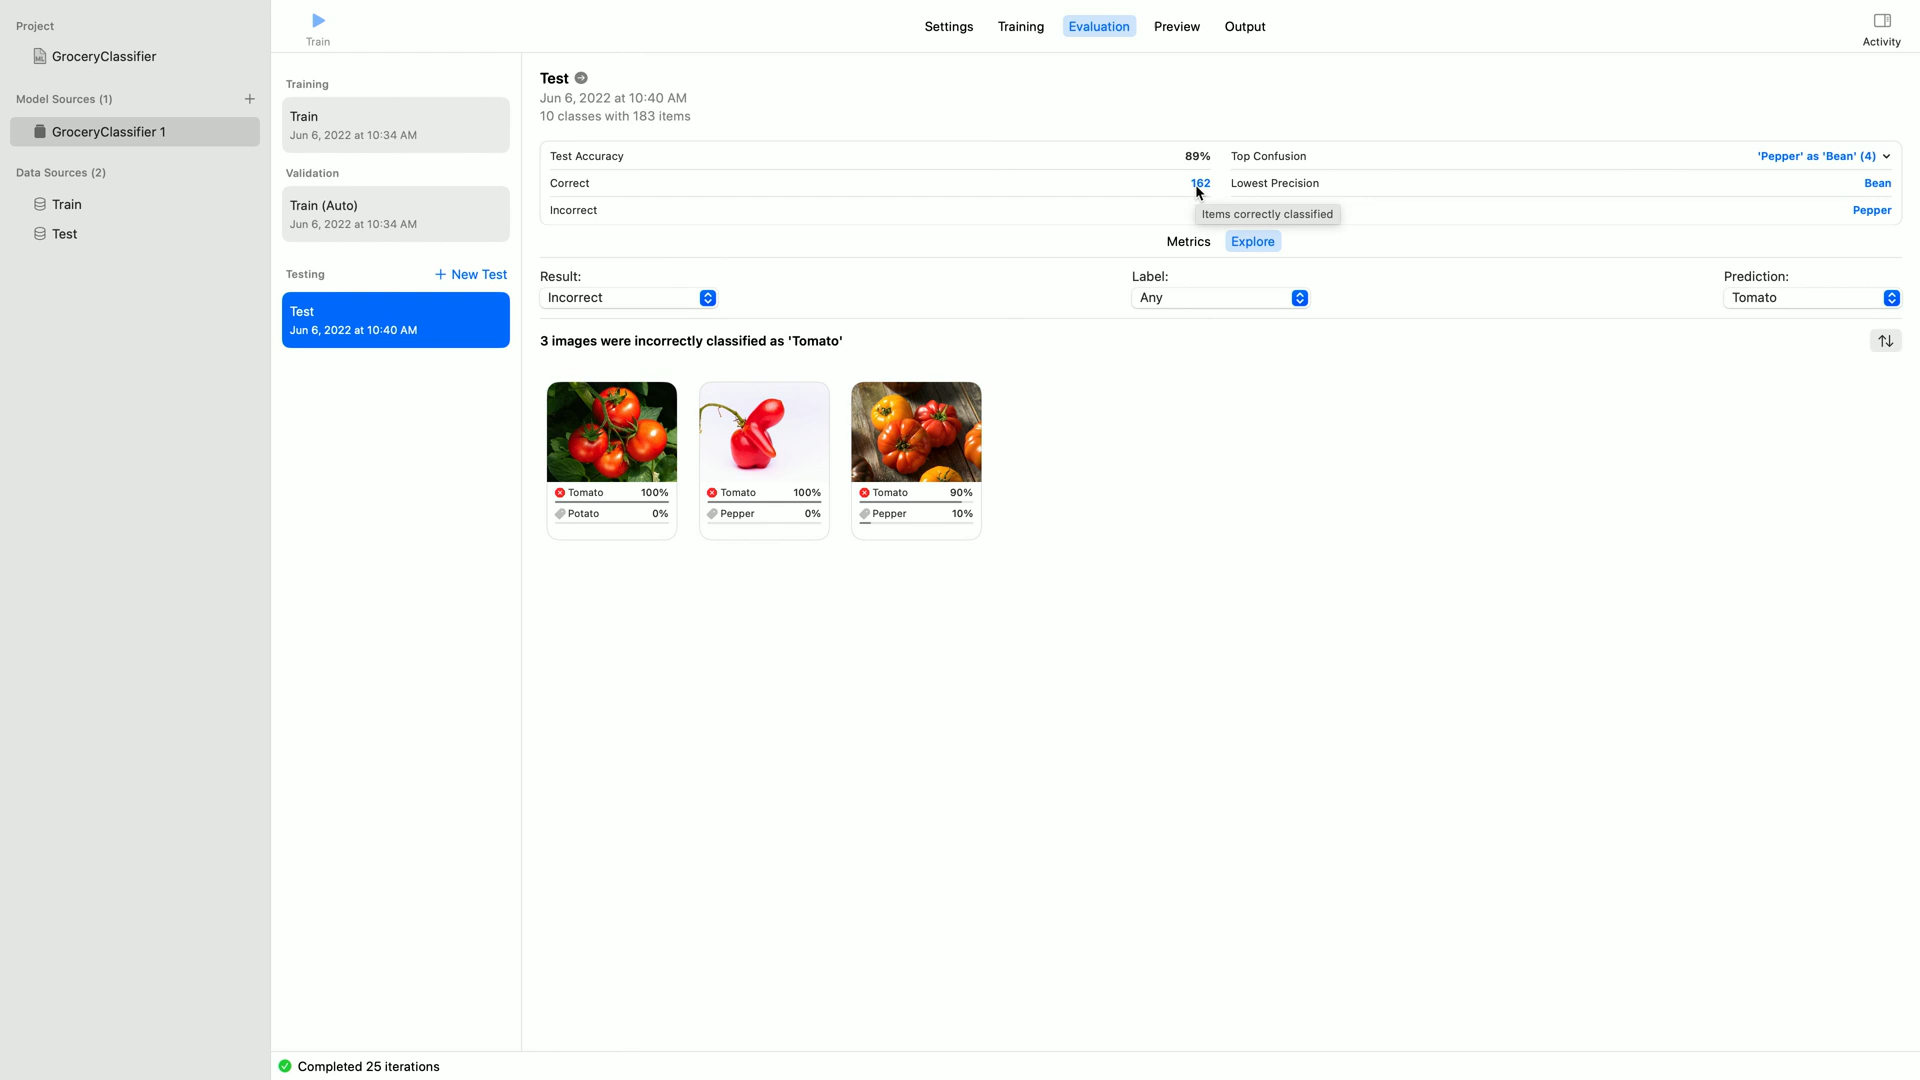 Project
GroceryClassifier
Model Sources (1)
GroceryClassifier 1
Data Sources (2)
Train
Test
Train
Settings
Training
Evaluation
Preview
Output
Activity
Training
Train
Jun 6, 2022 at 10:34 AM
Validation
Train (Auto)
Jun 6, 2022 at 10:34 AM
Testing
+ New Test
Test
Jun 6, 2022 at 10:40 AM
Test
Jun 6, 2022 at 10:40 AM
10 classes with 183 items
Test Accuracy 89%
Correct 162
Incorrect
Top Confusion 'Pepper' as 'Bean' (4)
Lowest Precision Bean
Pepper
Items correctly classified
Metrics
Explore
Result:
Incorrect
Label:
Any
Prediction:
Tomato
3 images were incorrectly classified as 'Tomato'
Tomato 100%
Potato 0%
Tomato 100%
Pepper 0%
Tomato 90%
Pepper 10%
Completed 25 iterations